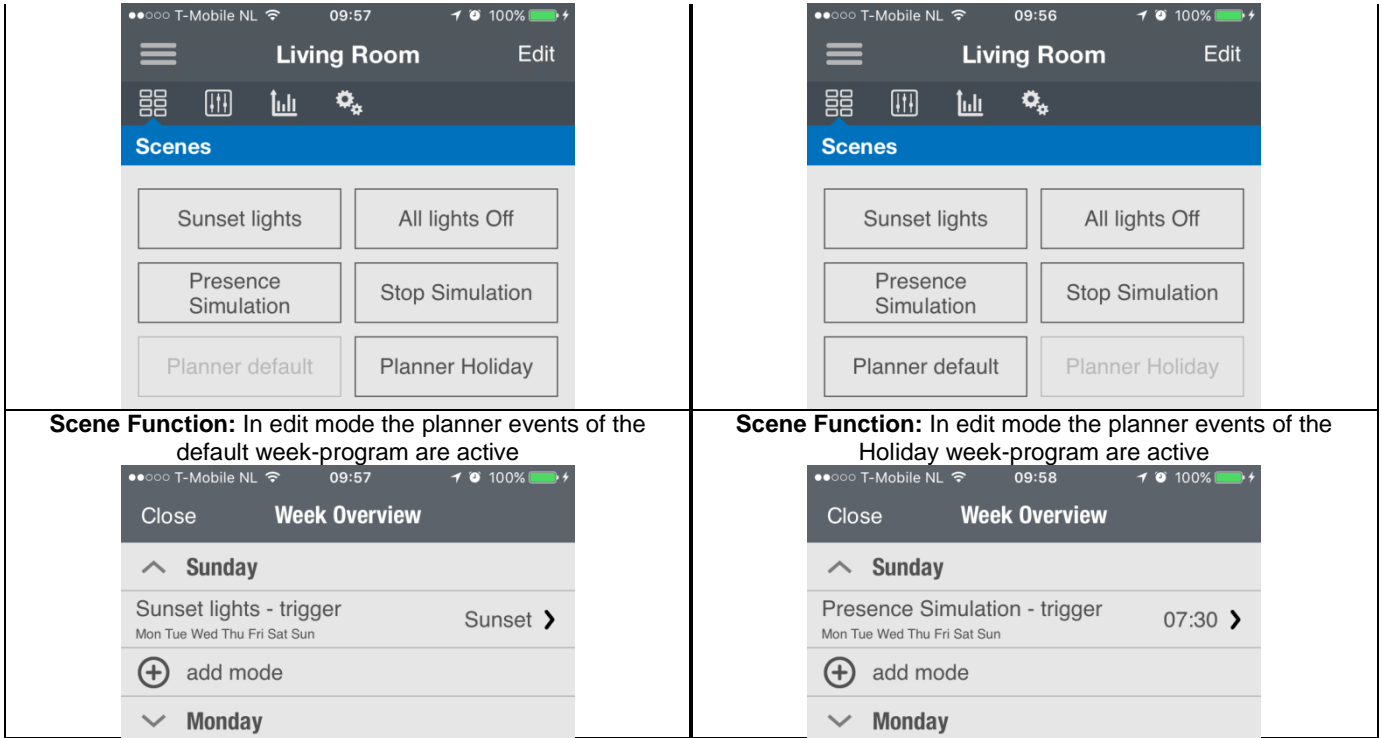 ●●○○○ T-Mobile NL 09:57 100%
Living Room Edit
Scenes
Sunset lights All lights Off
Presence
Simulation
Stop Simulation
Planner default Planner Holiday
●●○○○ T-Mobile NL 09:56 100%
Living Room Edit
Scenes
Sunset lights All lights Off
Presence
Simulation
Stop Simulation
Planner default Planner Holiday
Scene Function: In edit mode the planner events of the
default week-program are active
●●○○○ T-Mobile NL 09:57 100%
Close Week Overview
Sunday
Sunset lights - trigger Sunset
Mon Tue Wed Thu Fri Sat Sun
add mode
Monday
Scene Function: In edit mode the planner events of the
Holiday week-program are active
●●○○○ T-Mobile NL 09:58 100%
Close Week Overview
Sunday
Presence Simulation - trigger 07:30
Mon Tue Wed Thu Fri Sat Sun
add mode
Monday